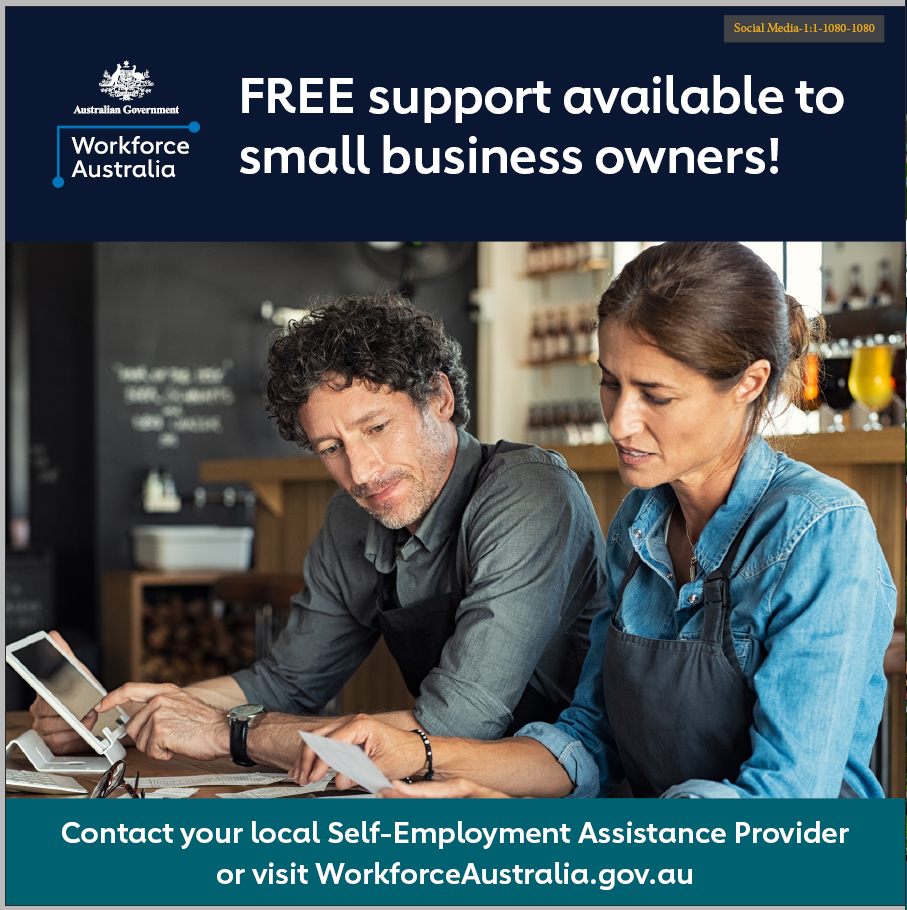 Social Media-1:1-1080-1080
Australian Government
Workforce
Australia
FREE support available to
small business owners!
Contact your local Self-Employment Assistance Provider
or visit WorkforceAustralia.gov.au